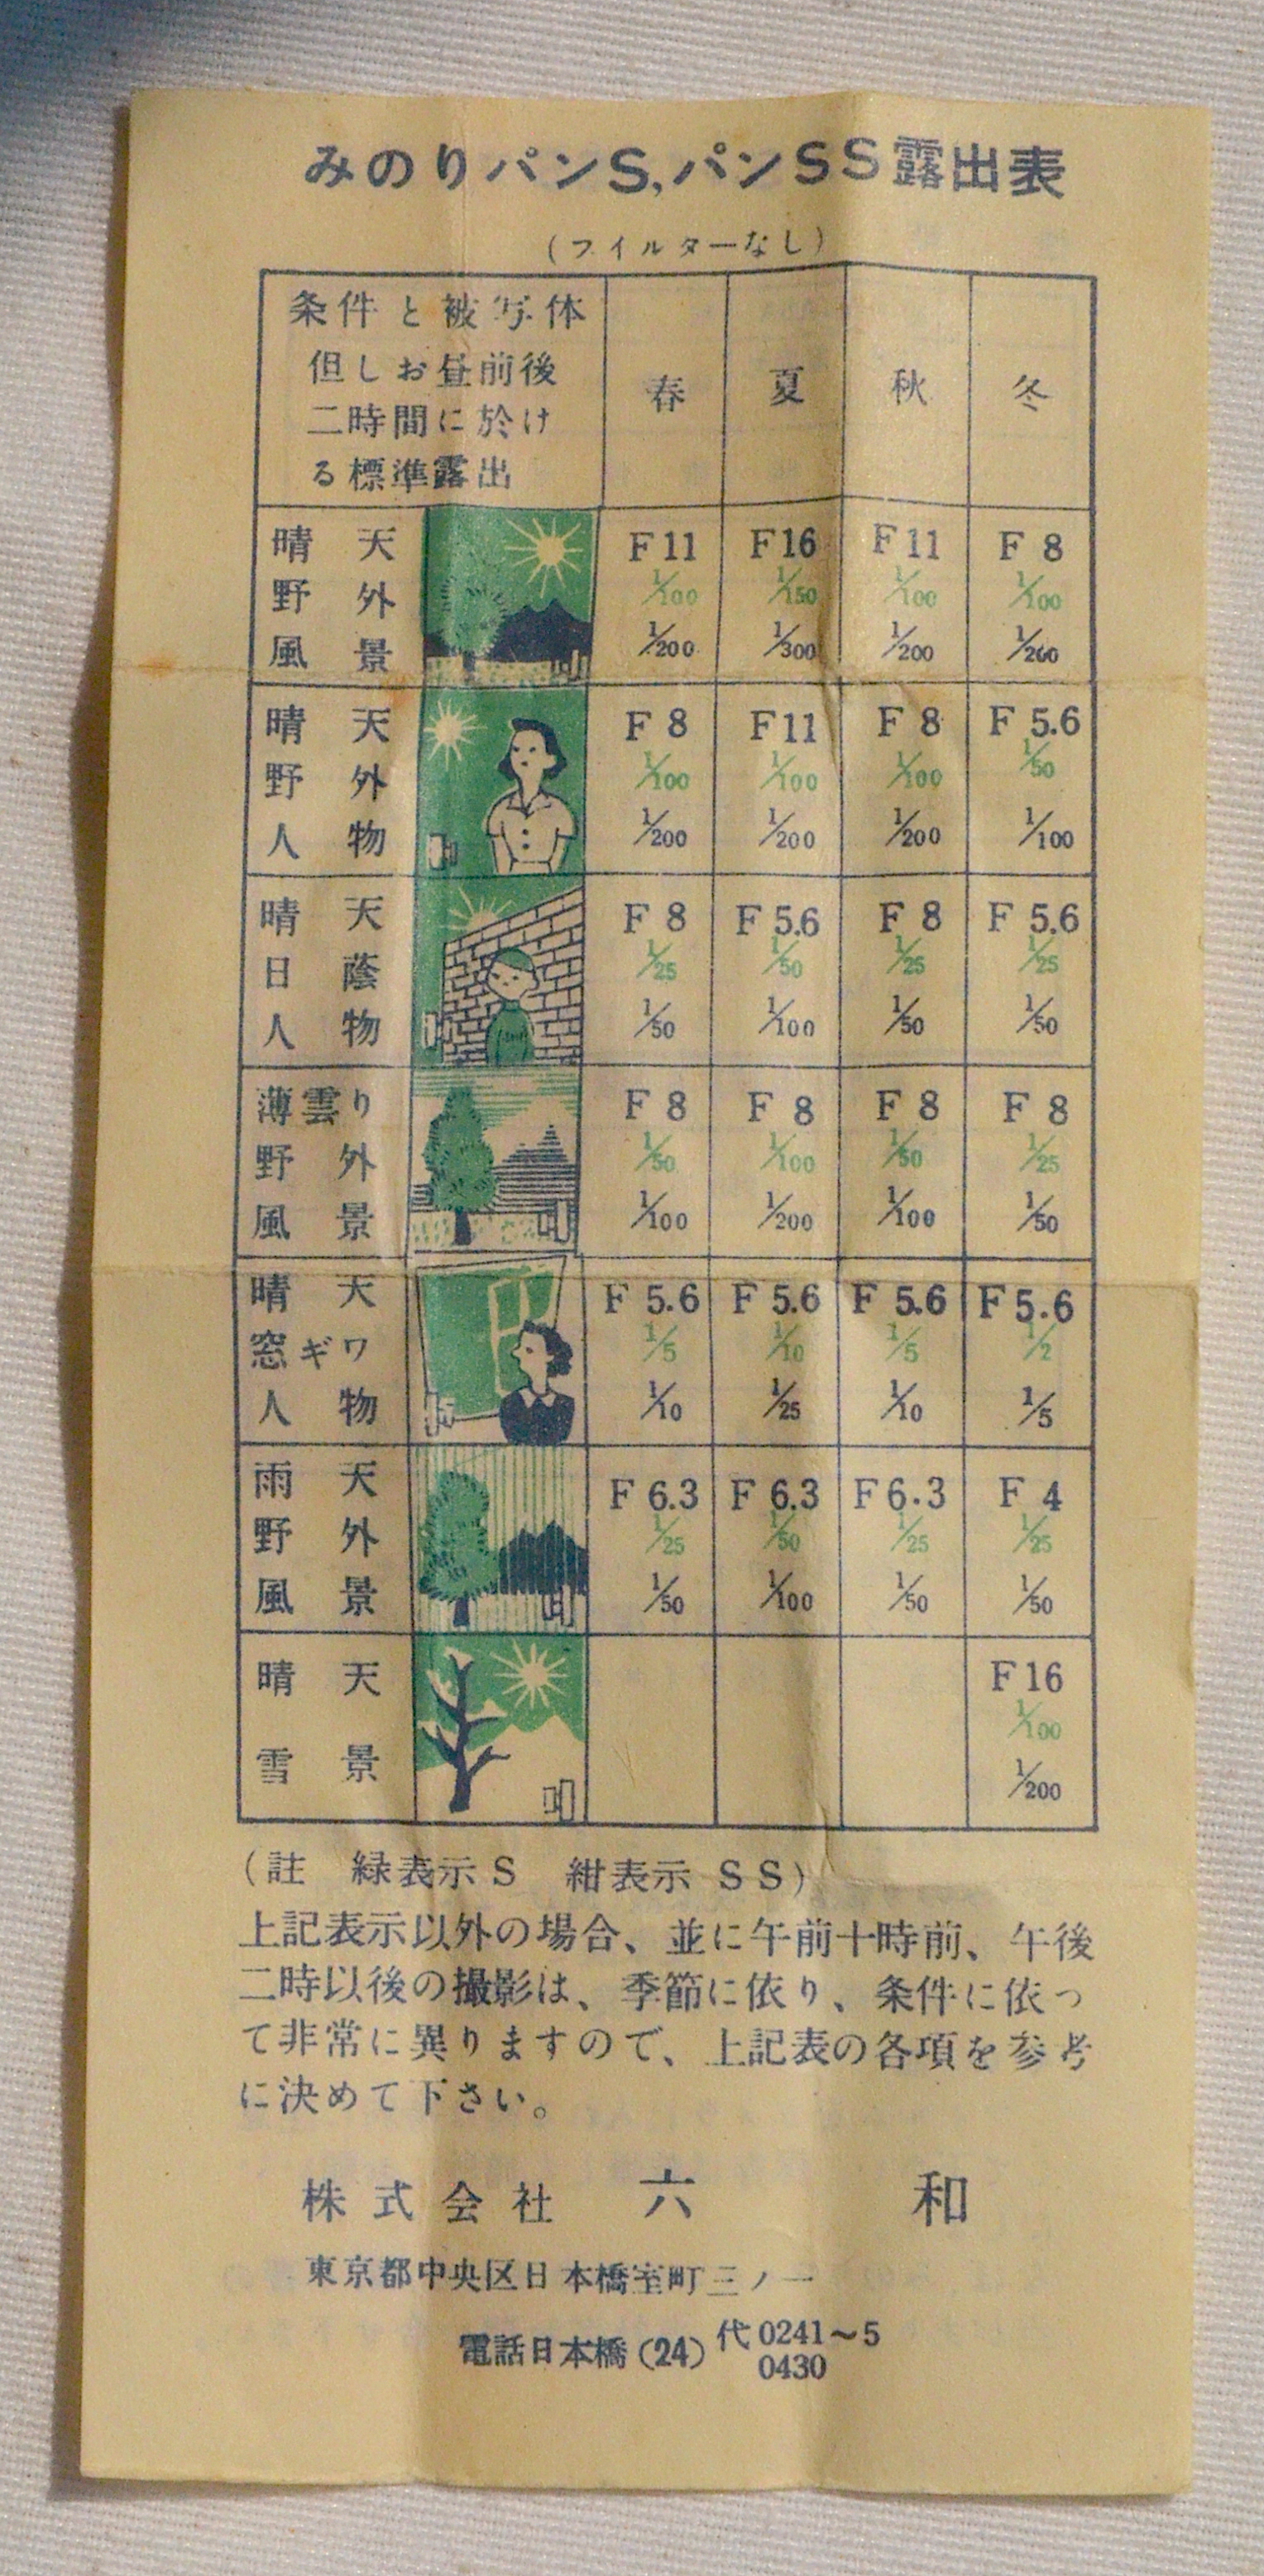 みのりパンS,パンSS露出表
(フイルターなし)
条件と被写体
但しお昼前後
二時間に於け
る標準露出
春 夏 秋 冬
晴天
野外
風景
F11 F16 F11 F8
1/100 1/150 1/100 1/100
1/200 1/300 1/200 1/200
晴天
野外
人物
F8 F11 F8 F5.6
1/100 1/100 1/100 1/50
1/200 1/200 1/200 1/100
晴天
日蔭
人物
F8 F5.6 F8 F5.6
1/25 1/50 1/25 1/25
1/50 1/100 1/50 1/50
薄雲り
野外
風景
F8 F8 F8 F8
1/50 1/100 1/50 1/25
1/100 1/200 1/100 1/50
晴天
窓ギワ
人物
F5.6 F5.6 F5.6 F5.6
1/5 1/10 1/5 1/2
1/10 1/25 1/10 1/5
雨天
野外
風景
F6.3 F6.3 F6.3 F4
1/25 1/50 1/25 1/25
1/50 1/100 1/50 1/50
晴天
雪景
F16
1/100
1/200
(註 緑表示S 紺表示 SS)
上記表示以外の場合、並に午前十時前、午後
二時以後の撮影は、季節に依り、条件に依っ
て非常に異りますので、上記表の各項を参考
に決めて下さい。
株式会社 六和
東京都中央区日本橋室町三ノ一
電話日本橋(24)代0241～5
0430